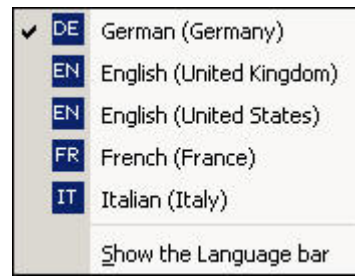 DE German (Germany)
EN English (United Kingdom)
EN English (United States)
FR French (France)
IT Italian (Italy)
Show the Language bar